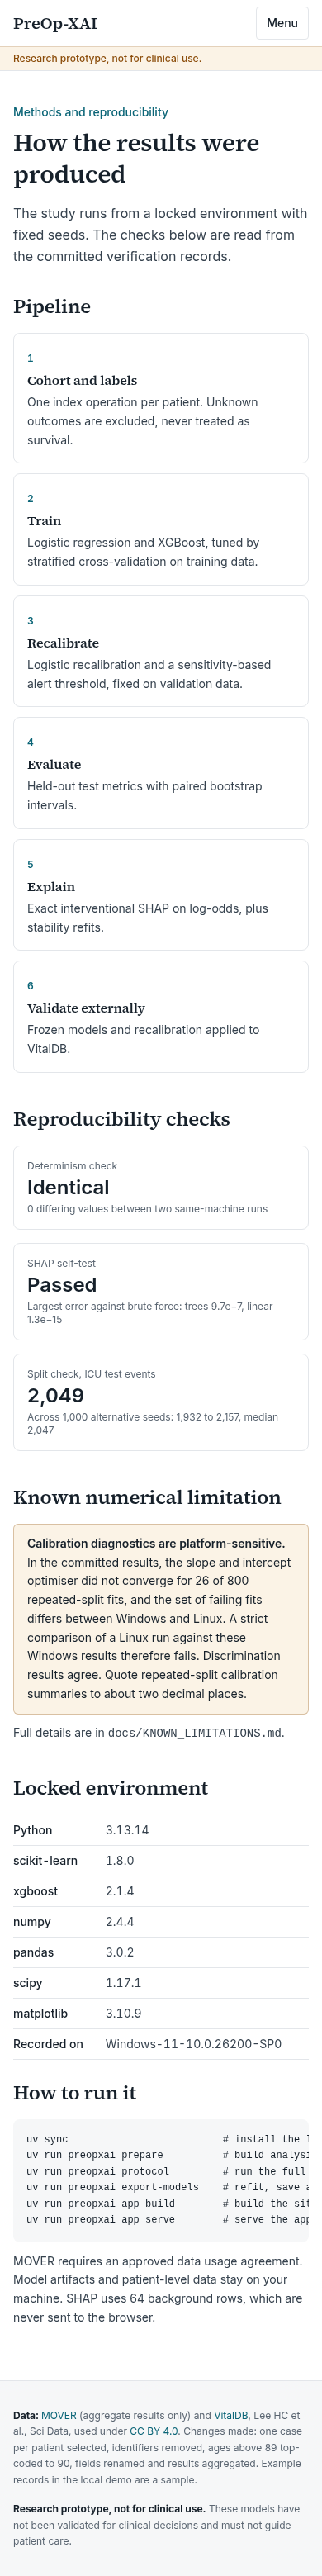 PreOp-XAI
Menu
Research prototype, not for clinical use.
Methods and reproducibility
How the results were
produced
The study runs from a locked environment with
fixed seeds. The checks below are read from
the committed verification records.
Pipeline
1
Cohort and labels
One index operation per patient. Unknown
outcomes are excluded, never treated as
survival.
2
Train
Logistic regression and XGBoost, tuned by
stratified cross-validation on training data.
3
Recalibrate
Logistic recalibration and a sensitivity-based
alert threshold, fixed on validation data.
4
Evaluate
Held-out test metrics with paired bootstrap
intervals.
5
Explain
Exact interventional SHAP on log-odds, plus
stability refits.
6
Validate externally
Frozen models and recalibration applied to
VitalDB.
Reproducibility checks
Determinism check
Identical
0 differing values between two same-machine runs
SHAP self-test
Passed
Largest error against brute force: trees 9.7e−7, linear
1.3e−15
Split check, ICU test events
2,049
Across 1,000 alternative seeds: 1,932 to 2,157, median
2,047
Known numerical limitation
Calibration diagnostics are platform-sensitive.
In the committed results, the slope and intercept
optimiser did not converge for 26 of 800
repeated-split fits, and the set of failing fits
differs between Windows and Linux. A strict
comparison of a Linux run against these
Windows results therefore fails. Discrimination
results agree. Quote repeated-split calibration
summaries to about two decimal places.
Full details are in docs/KNOWN_LIMITATIONS.md.
Locked environment
Python 3.13.14
scikit-learn 1.8.0
xgboost 2.1.4
numpy 2.4.4
pandas 3.0.2
scipy 1.17.1
matplotlib 3.10.9
Recorded on Windows-11-10.0.26200-SP0
How to run it
uv sync # install the
uv run preopxai prepare # build
uv run preopxai protocol # run the full
uv run preopxai export-models # refit, save
uv run preopxai app build # build the
uv run preopxai app serve # serve the
MOVER requires an approved data usage agreement.
Model artifacts and patient-level data stay on your
machine. SHAP uses 64 background rows, which are
never sent to the browser.
Data: MOVER (aggregate results only) and VitalDB, Lee HC et
al., Sci Data, used under CC BY 4.0. Changes made: one case
per patient selected, identifiers removed, ages above 89 top-
coded to 90, fields renamed and results aggregated. Example
records in the local demo are a sample.
Research prototype, not for clinical use. These models have
not been validated for clinical decisions and must not guide
patient care.